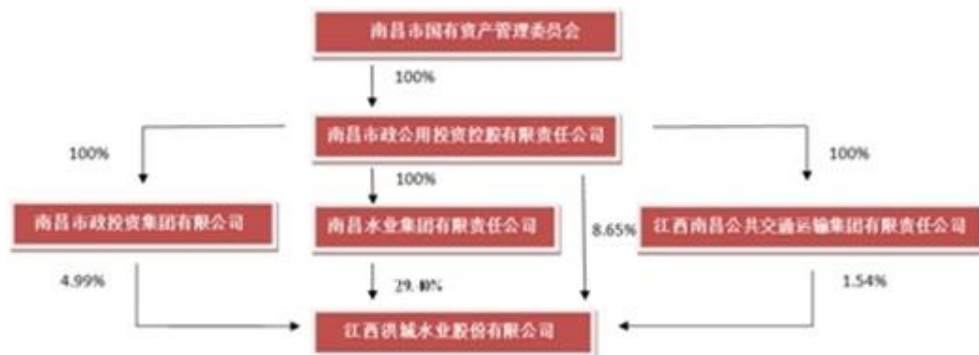 南昌市国有资产管理委员会
100%
南昌市政公用投资控股有限责任公司
100%
100%
100%
南昌市政投资集团有限公司
南昌水业集团有限责任公司
8.65%
江西南昌公共交通运输集团有限责任公司
4.99%
29.40%
1.54%
江西洪城水业股份有限公司